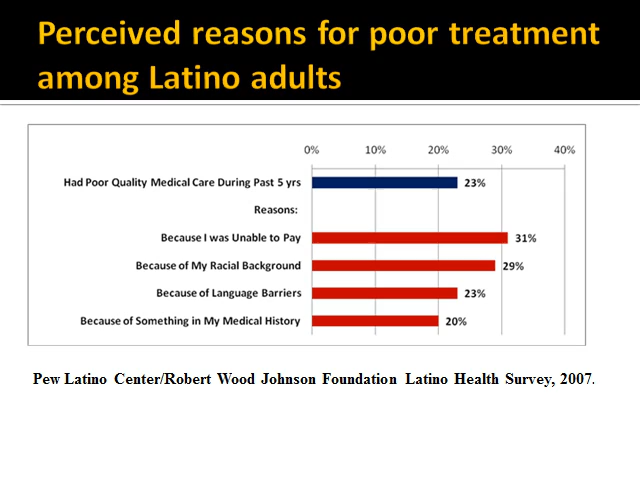 Perceived reasons for poor treatment
among Latino adults
0% 10% 20% 30% 40%
Had Poor Quality Medical Care During Past 5 yrs 23%
Reasons:
Because I was Unable to Pay 31%
Because of My Racial Background 29%
Because of Language Barriers 23%
Because of Something in My Medical History 20%
Pew Latino Center/Robert Wood Johnson Foundation Latino Health Survey, 2007.